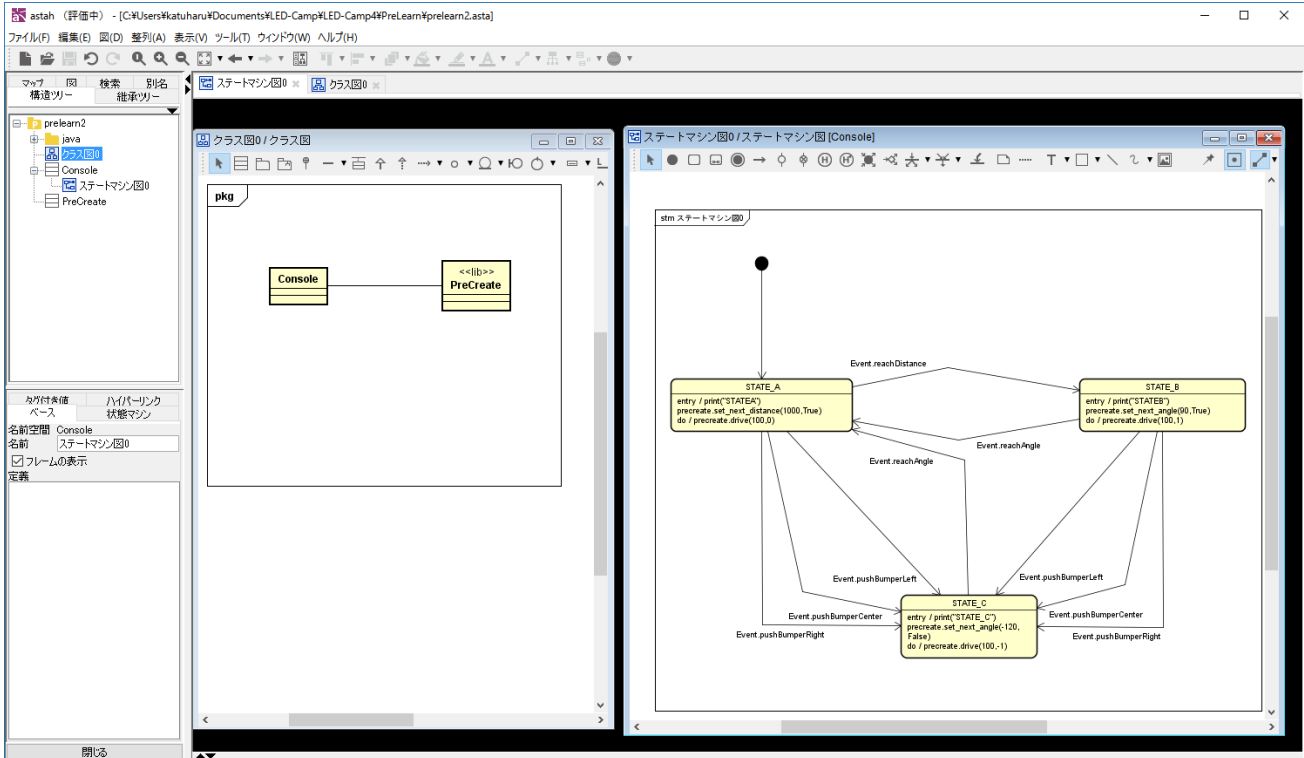 astah （評価中） - [C:¥Users¥katuharu¥Documents¥LED-Camp¥LED-Camp4¥PreLearn¥prelearn2.asta]
ファイル(F) 編集(E) 図(D) 整列(A) 表示(V) ツール(T) ウィンドウ(W) ヘルプ(H)
マップ 図 検索 別名
構造ツリー 継承ツリー
prelearn2
java
クラス図0
Console
ステートマシン図0
PreCreate
タグ付き値 ハイパーリンク
ベース 状態マシン
名前空間 Console
名前 ステートマシン図0
フレームの表示
定義
閉じる
ステートマシン図0
クラス図0
クラス図0 / クラス図
pkg
Console
<<lib>>
PreCreate
ステートマシン図0 / ステートマシン図 [Console]
stm ステートマシン図0
Event.reachDistance
STATE_A
entry / print("STATEA")
precreate.set_next_distance(1000,True)
do / precreate.drive(100,0)
STATE_B
entry / print("STATEB")
precreate.set_next_angle(90,True)
do / precreate.drive(100,1)
Event.reachAngle
Event.reachAngle
Event.pushBumperLeft
Event.pushBumperLeft
Event.pushBumperCenter
Event.pushBumperCenter
Event.pushBumperRight
Event.pushBumperRight
STATE_C
entry / print("STATE_C")
precreate.set_next_angle(-120,
False)
do / precreate.drive(100,-1)